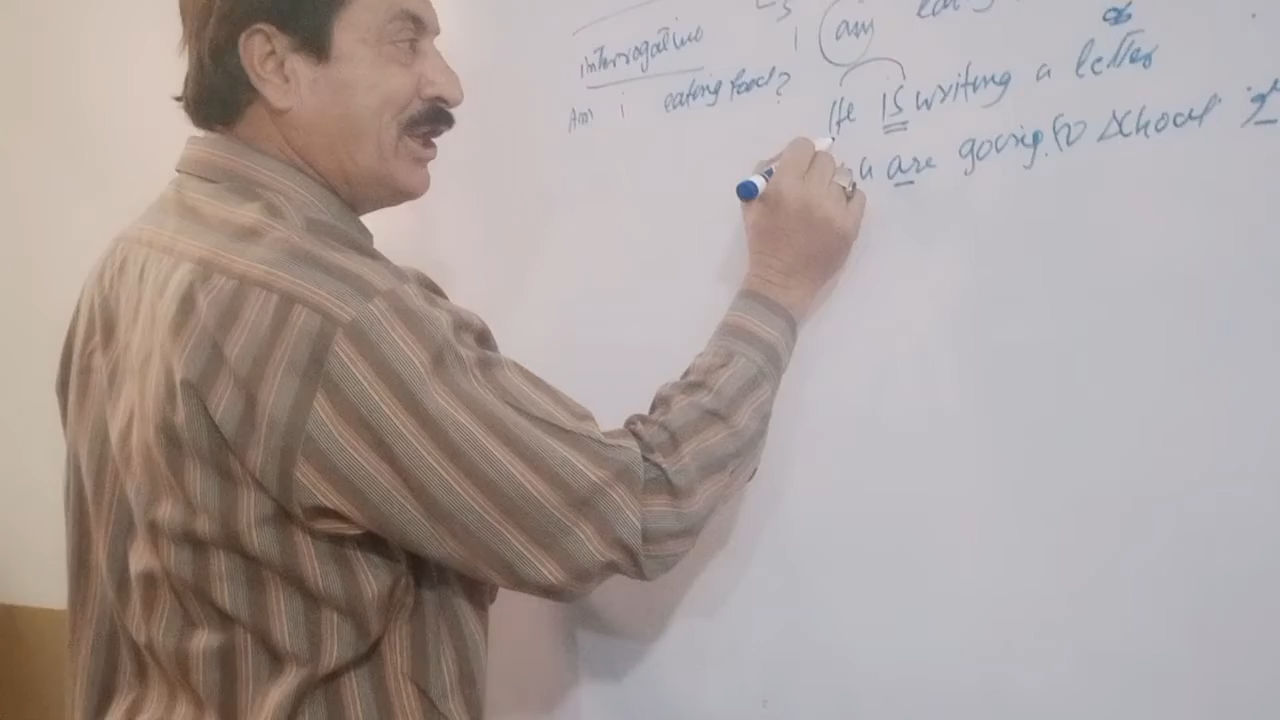 interrogative
Am i eating food?
i am
He is writing a letter
are going to school